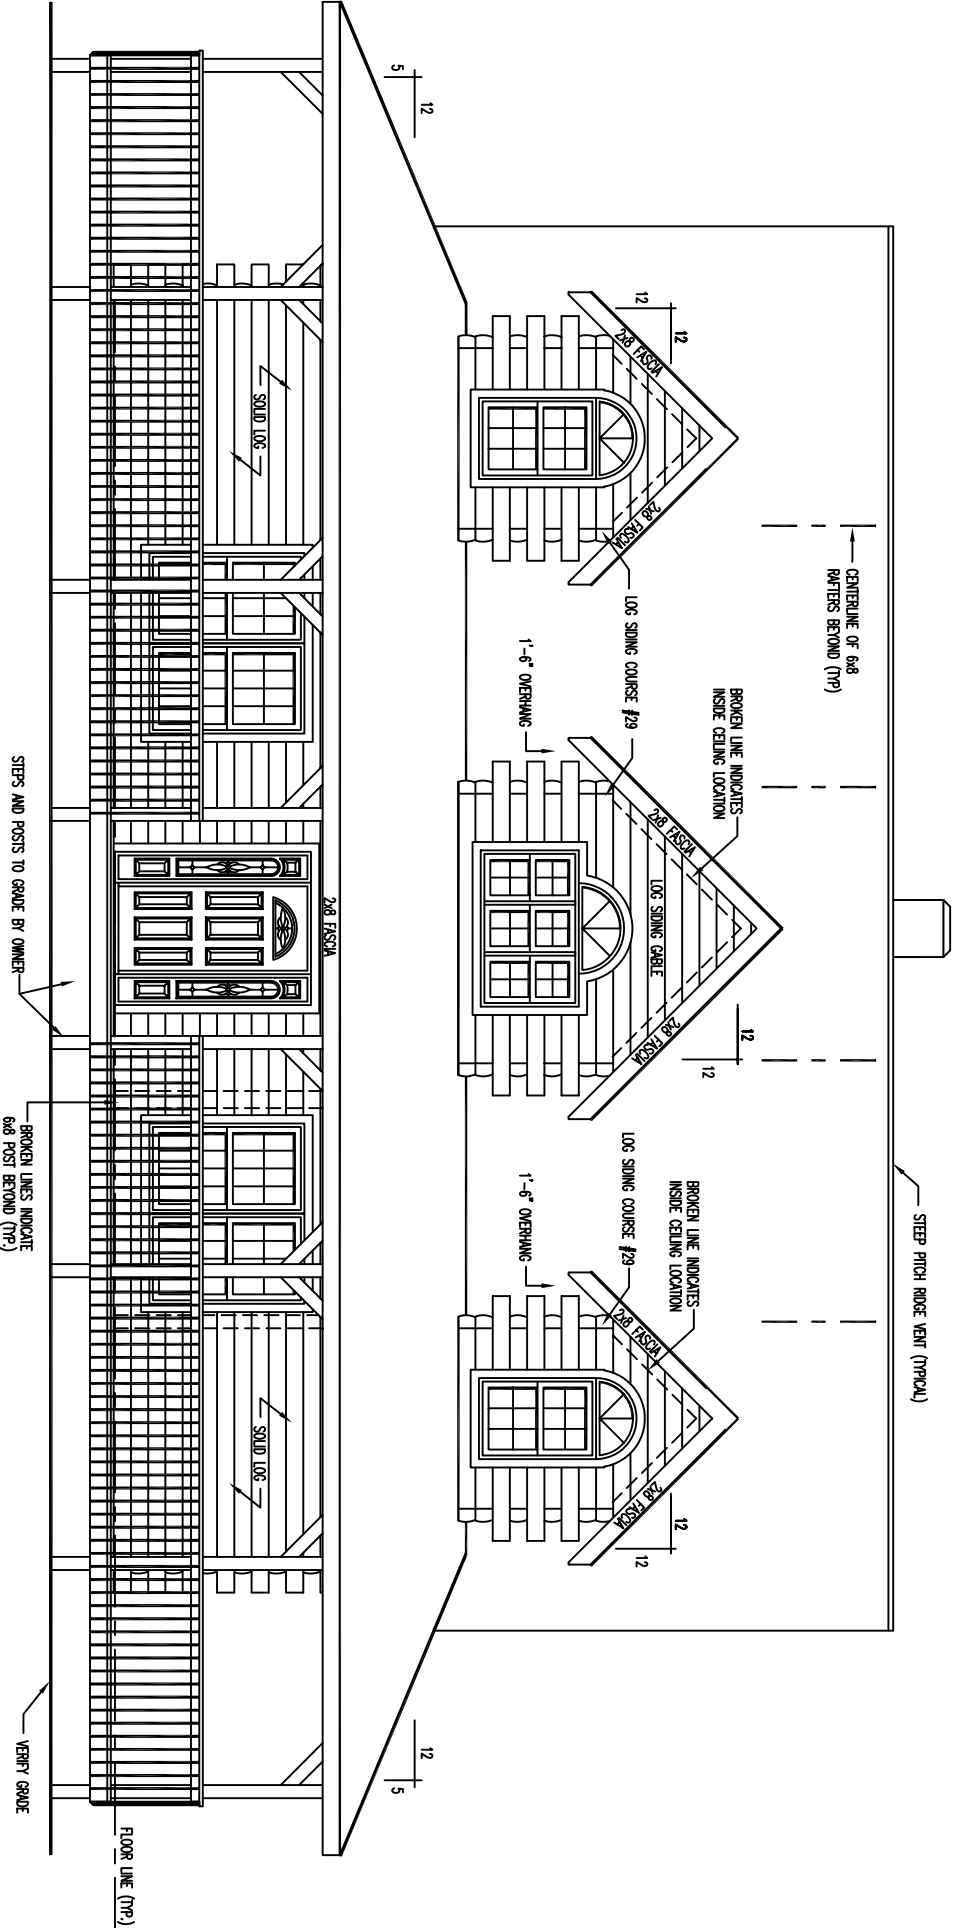 STEEP PITCH RIDGE VENT (TYPICAL)
CENTERLINE OF 6x8
RAFTERS BEYOND (TYP)
BROKEN LINE INDICATES
INSIDE CEILING LOCATION
BROKEN LINE INDICATES
INSIDE CEILING LOCATION
12
12
2x8 FASCIA
2x8 FASCIA
LOG SIDING COURSE #29
1'-6" OVERHANG
2x8 FASCIA
LOG SIDING GABLE
2x8 FASCIA
12
12
LOG SIDING COURSE #29
1'-6" OVERHANG
2x8 FASCIA
2x8 FASCIA
12
12
12
5
12
5
2x8 FASCIA
SOLID LOG
SOLID LOG
FLOOR LINE (TYP.)
STEPS AND POSTS TO GRADE BY OWNER
BROKEN LINES INDICATE
6x8 POST BEYOND (TYP.)
VERIFY GRADE